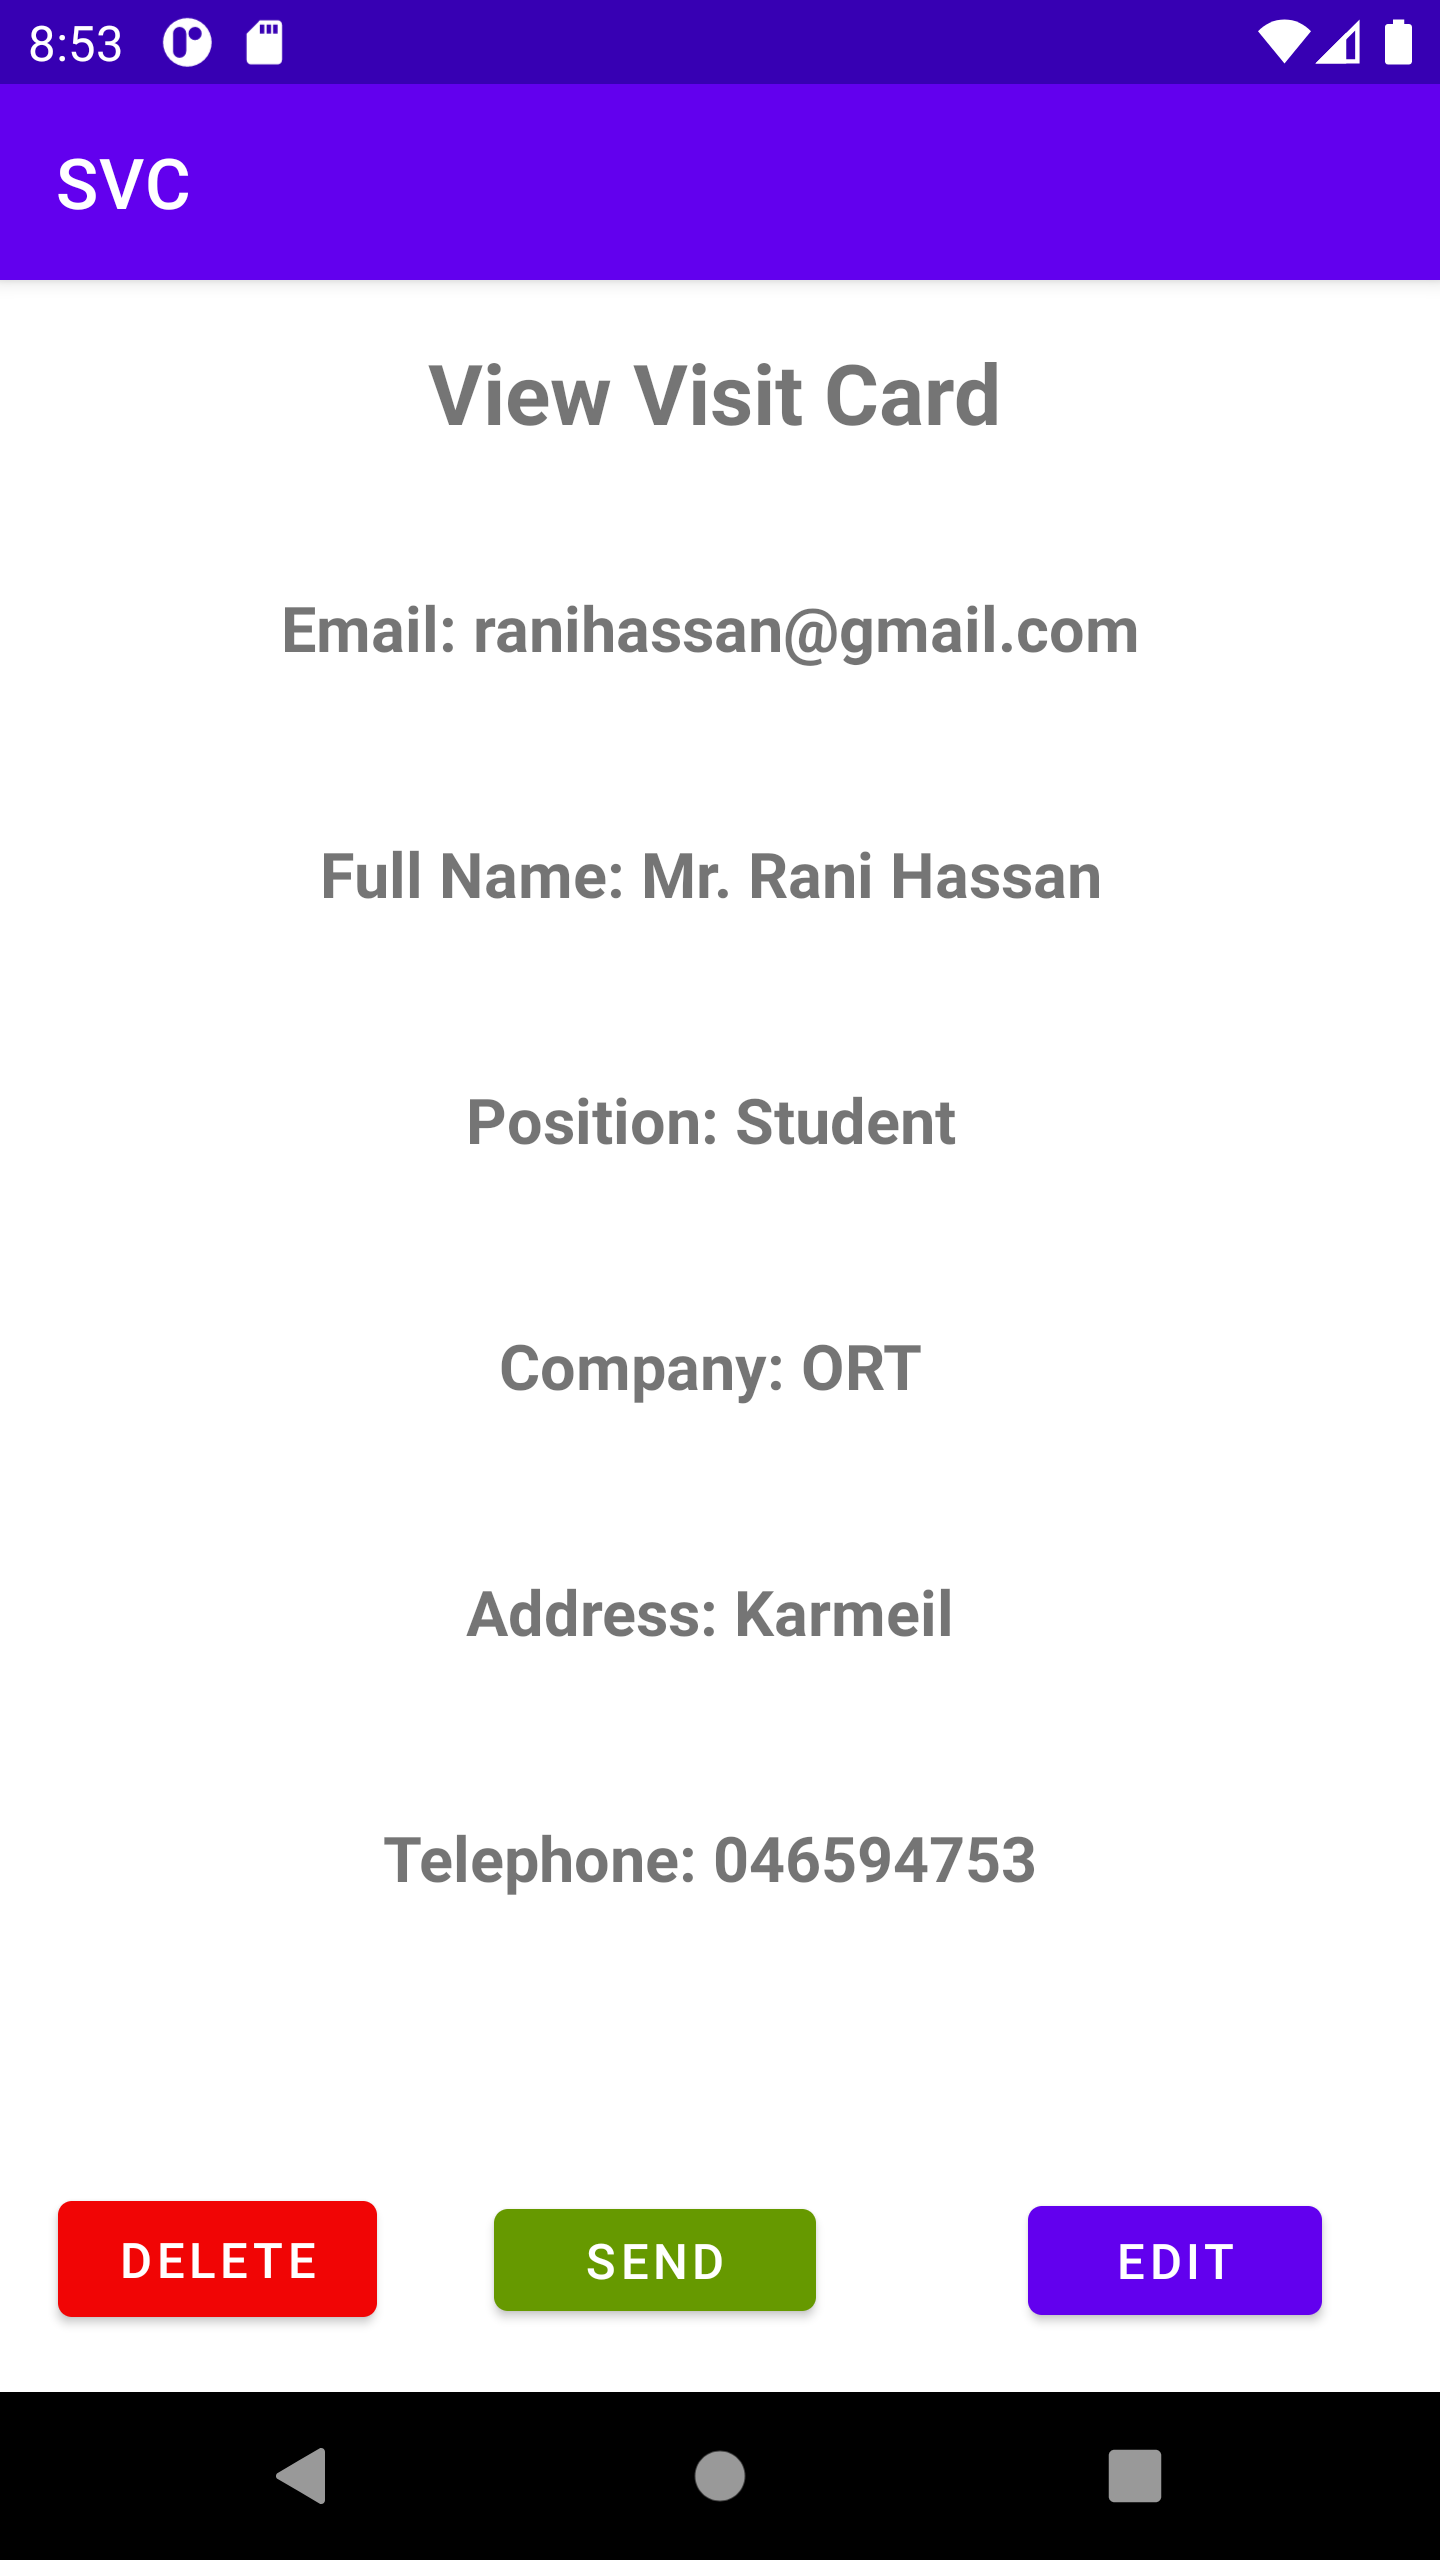 8:53
SVC
View Visit Card
Email: ranihassan@gmail.com
Full Name: Mr. Rani Hassan
Position: Student
Company: ORT
Address: Karmeil
Telephone: 046594753
DELETE SEND EDIT